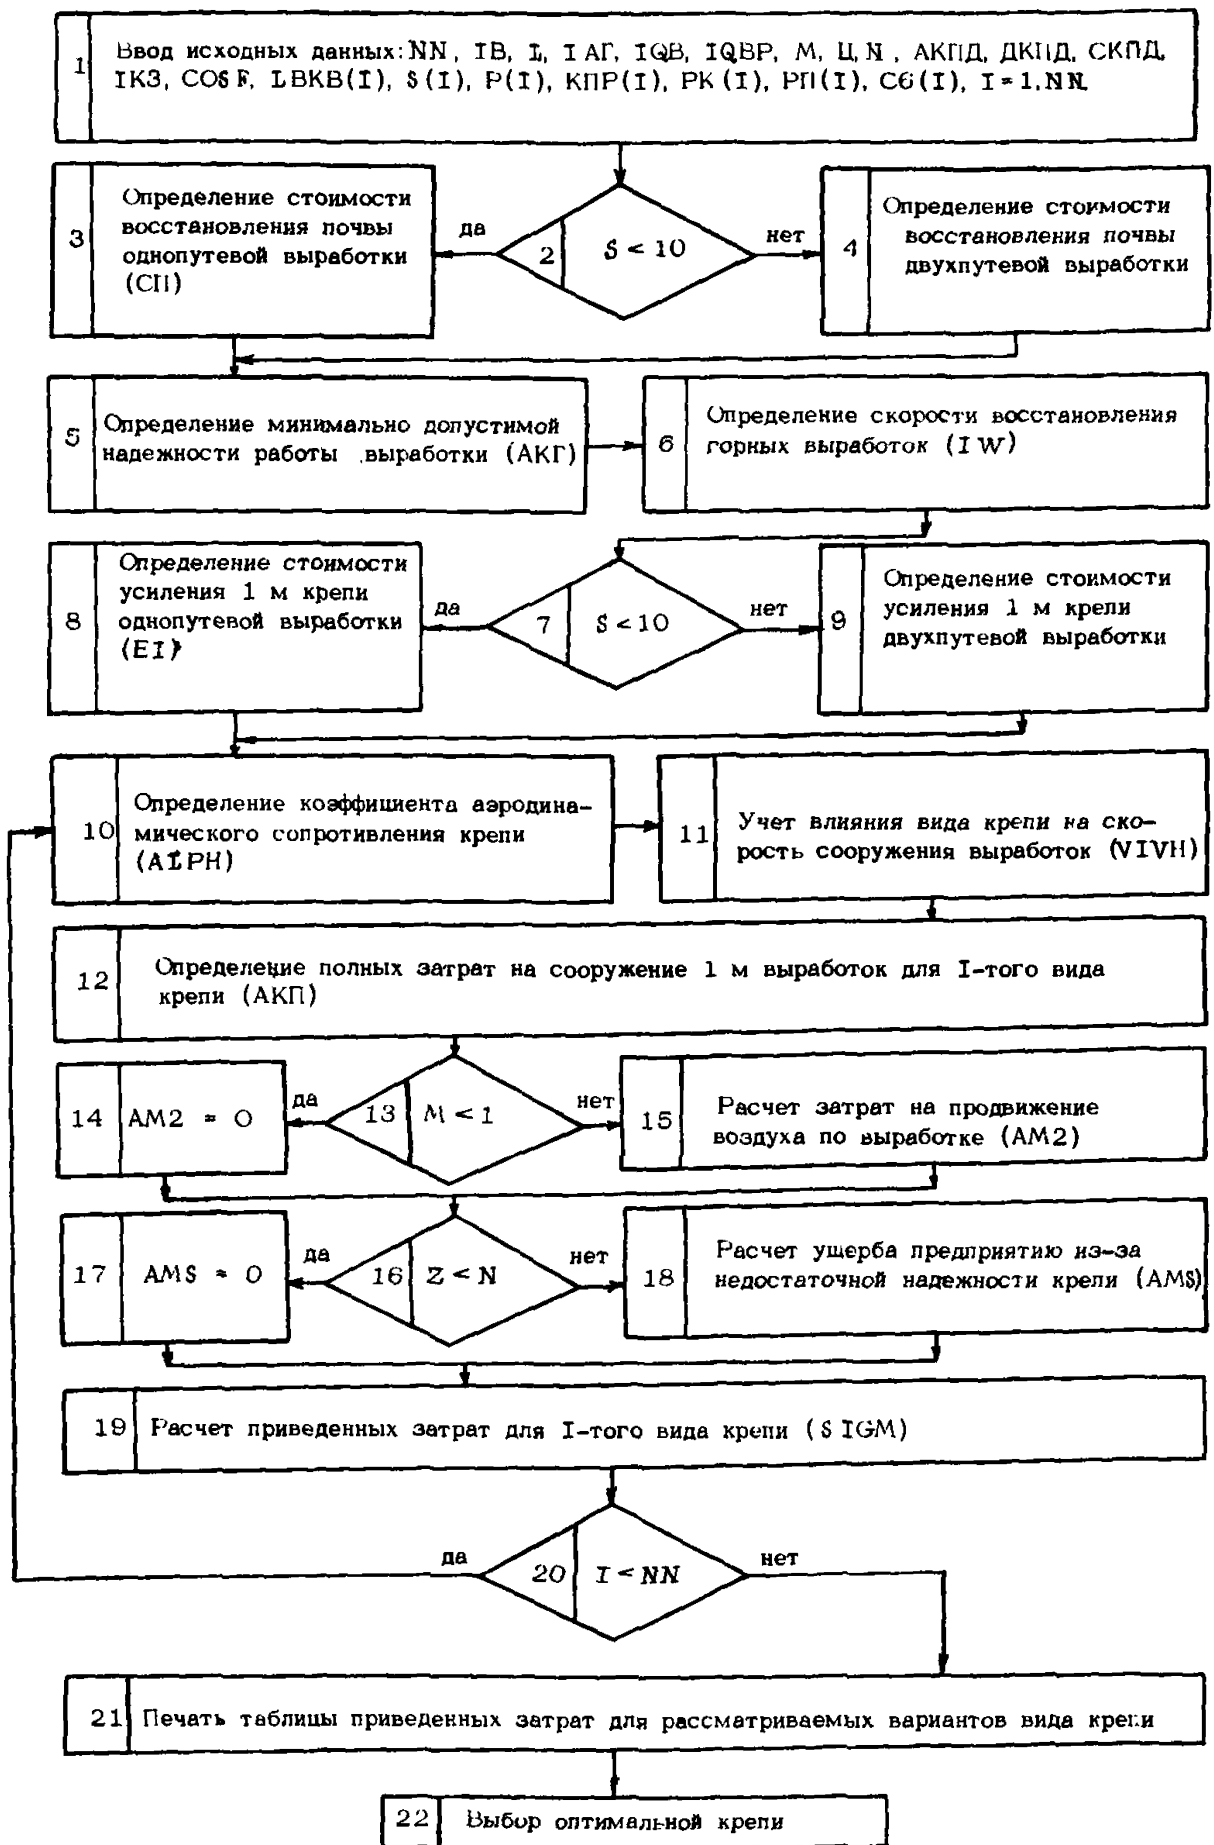 1
Ввод исходных данных: NN, IB, L, IАГ, IQB, IQBP, М, Ц, N, АКПД, ДКПД, СКПД,
IКЗ, COSF, LBKB(I), S(I), P(I), КПР(I), РК(I), РП(I), Сб(I), I=1,NN.
3
Определение стоимости
восстановления почвы
однопутевой выработки
(СП)
да
2
S < 10
нет
4
Определение стоимости
восстановления почвы
двухпутевой выработки
5
Определение минимально допустимой
надежности работы выработки (АКГ)
6
Определение скорости восстановления
горных выработок (IW)
8
Определение стоимости
усиления 1 м крепи
однопутевой выработки
(EI)
да
7
S < 10
нет
9
Определение стоимости
усиления 1 м крепи
двухпутевой выработки
10
Определение коэффициента аэродина-
мического сопротивления крепи
(ALPH)
11
Учет влияния вида крепи на ско-
рость сооружения выработок (VIVH)
12
Определение полных затрат на сооружение 1 м выработок для I-того вида
крепи (АКП)
14
AM2 = 0
да
13
M < 1
нет
15
Расчет затрат на продвижение
воздуха по выработке (AM2)
17
AMS = 0
да
16
Z < N
нет
18
Расчет ущерба предприятию из-за
недостаточной надежности крепи (AMS)
19
Расчет приведенных затрат для I-того вида крепи (SIGM)
да
20
I < NN
нет
21
Печать таблицы приведенных затрат для рассматриваемых вариантов вида крепи
22
Выбор оптимальной крепи